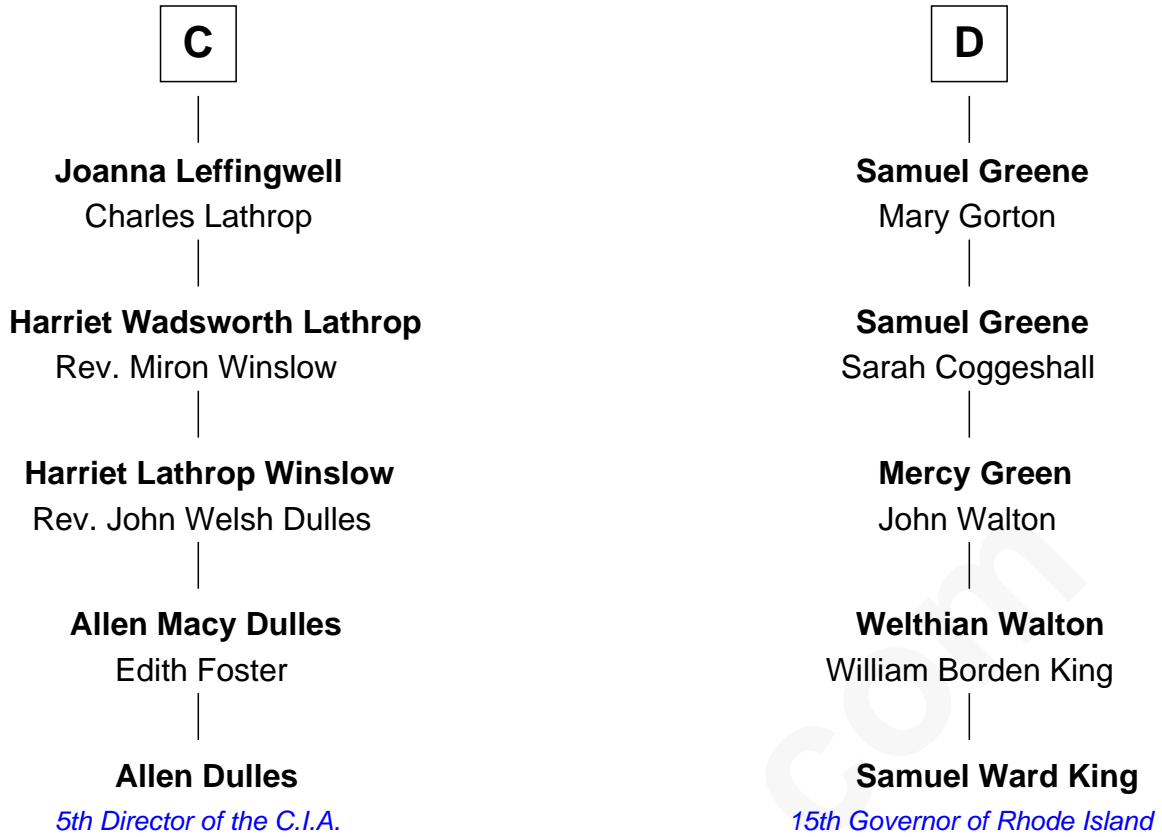 C
Joanna Leffingwell
Charles Lathrop
Harriet Wadsworth Lathrop
Rev. Miron Winslow
Harriet Lathrop Winslow
Rev. John Welsh Dulles
Allen Macy Dulles
Edith Foster
Allen Dulles
5th Director of the C.I.A.
D
Samuel Greene
Mary Gorton
Samuel Greene
Sarah Coggeshall
Mercy Green
John Walton
Welthian Walton
William Borden King
Samuel Ward King
15th Governor of Rhode Island
com